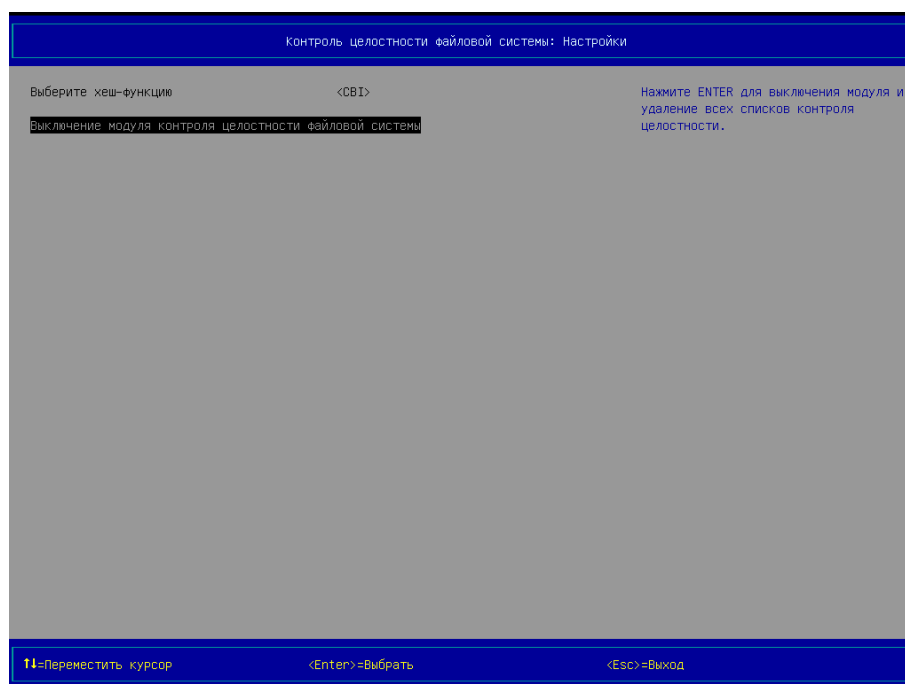 Контроль целостности файловой системы: Настройки
Выберите хеш-функцию <CBI>
Выключение модуля контроля целостности файловой системы
Нажмите ENTER для выключения модуля и
удаление всех списков контроля
целостности.
↑↓=Переместить курсор <Enter>=Выбрать <Esc>=Выход